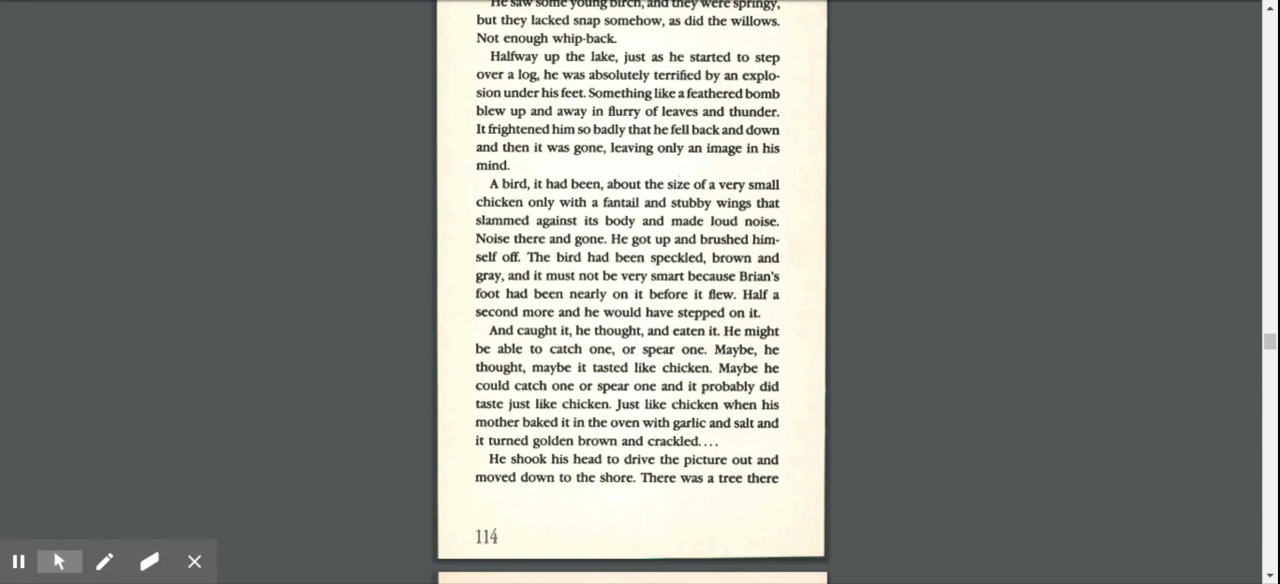 He saw some young birch, and they were springy,
but they lacked snap somehow, as did the willows.
Not enough whip-back.
Halfway up the lake, just as he started to step
over a log, he was absolutely terrified by an explo-
sion under his feet. Something like a feathered bomb
blew up and away in flurry of leaves and thunder.
It frightened him so badly that he fell back and down
and then it was gone, leaving only an image in his
mind.
A bird, it had been, about the size of a very small
chicken only with a fantail and stubby wings that
slammed against its body and made loud noise.
Noise there and gone. He got up and brushed him-
self off. The bird had been speckled, brown and
gray, and it must not be very smart because Brian's
foot had been nearly on it before it flew. Half a
second more and he would have stepped on it.
And caught it, he thought, and eaten it. He might
be able to catch one, or spear one. Maybe, he
thought, maybe it tasted like chicken. Maybe he
could catch one or spear one and it probably did
taste just like chicken. Just like chicken when his
mother baked it in the oven with garlic and salt and
it turned golden brown and crackled....
He shook his head to drive the picture out and
moved down to the shore. There was a tree there
114